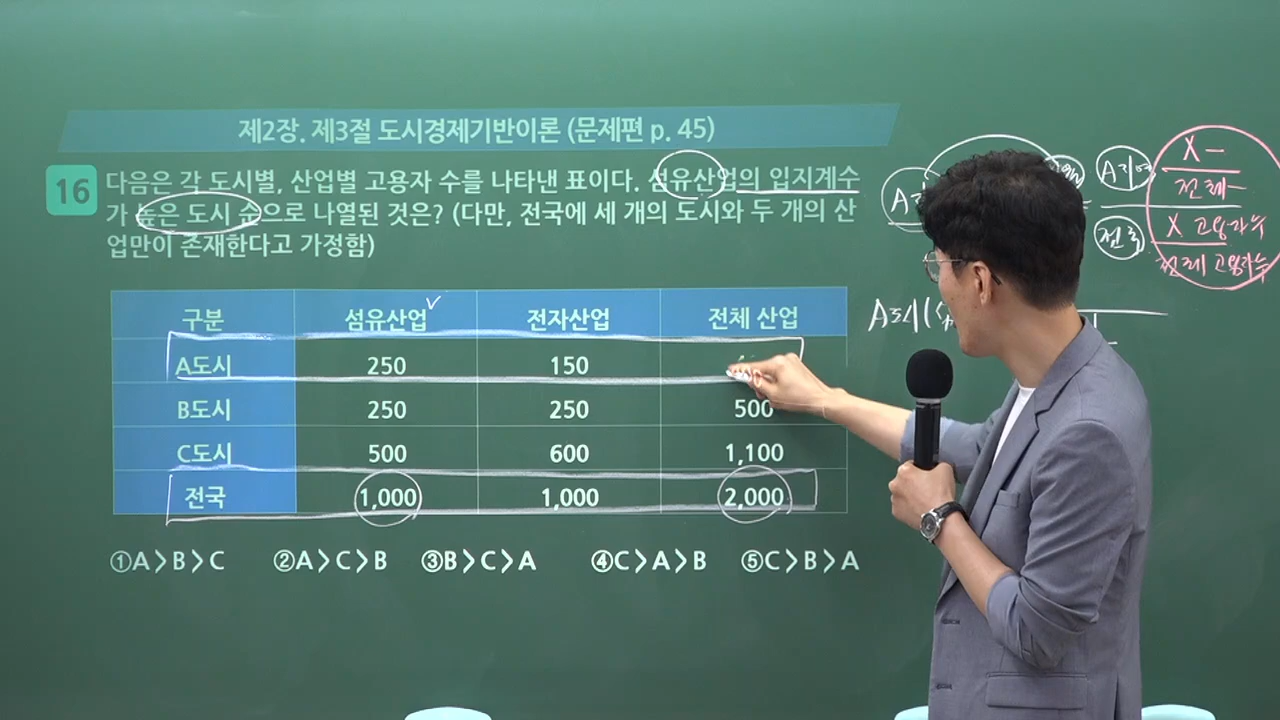 제2장. 제3절 도시경제기반이론 (문제편 p. 45)
16 다음은 각 도시별, 산업별 고용자 수를 나타낸 표이다. 섬유산업의 입지계수
가 높은 도시 순으로 나열된 것은? (다만, 전국에 세 개의 도시와 두 개의 산
업만이 존재한다고 가정함)
구분 섬유산업 전자산업 전체 산업
A도시 250 150
B도시 250 250 500
C도시 500 600 1,100
전국 1,000 1,000 2,000
①A>B>C ②A>C>B ③B>C>A ④C>A>B ⑤C>B>A
A지역
X
전체
전국
X 고용자수
전체 고용자수
A도시(